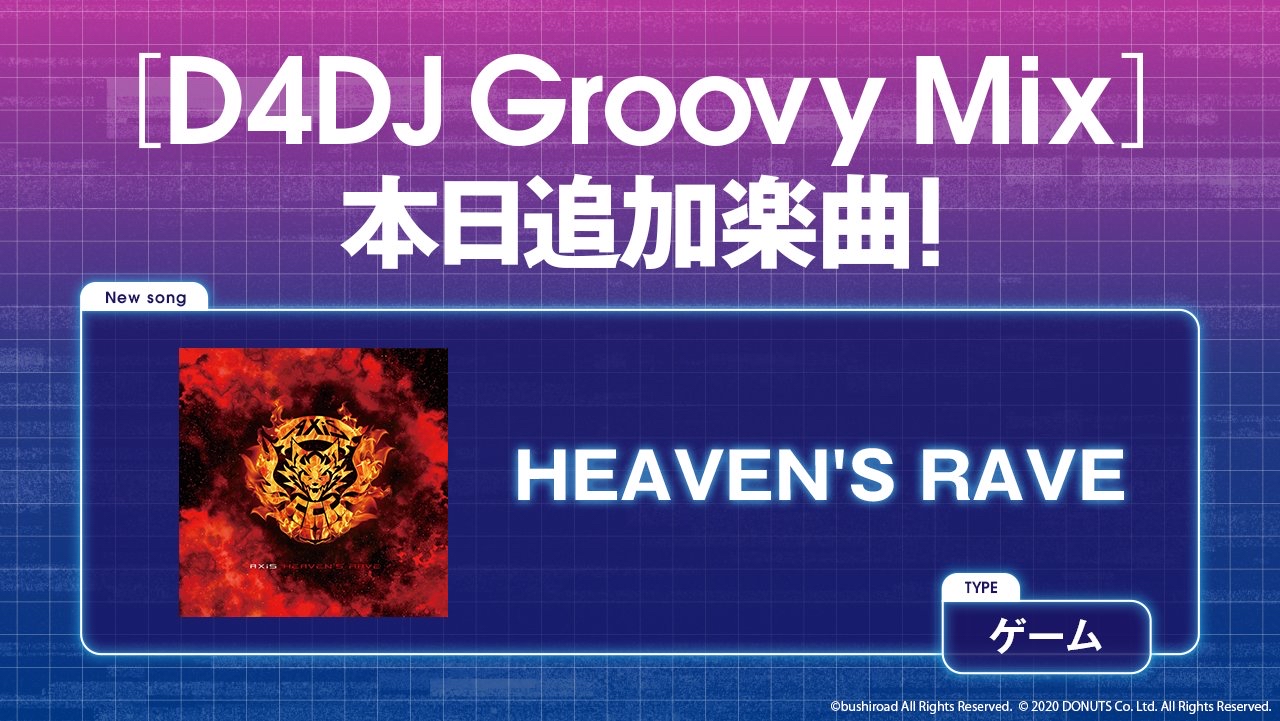 [D4DJ Groovy Mix]
本日追加楽曲!
New song
AXiS
AXiS HEAVEN'S RAVE
HEAVEN'S RAVE
TYPE
ゲーム
©bushiroad All Rights Reserved. © 2020 DONUTS Co. Ltd. All Rights Reserved.